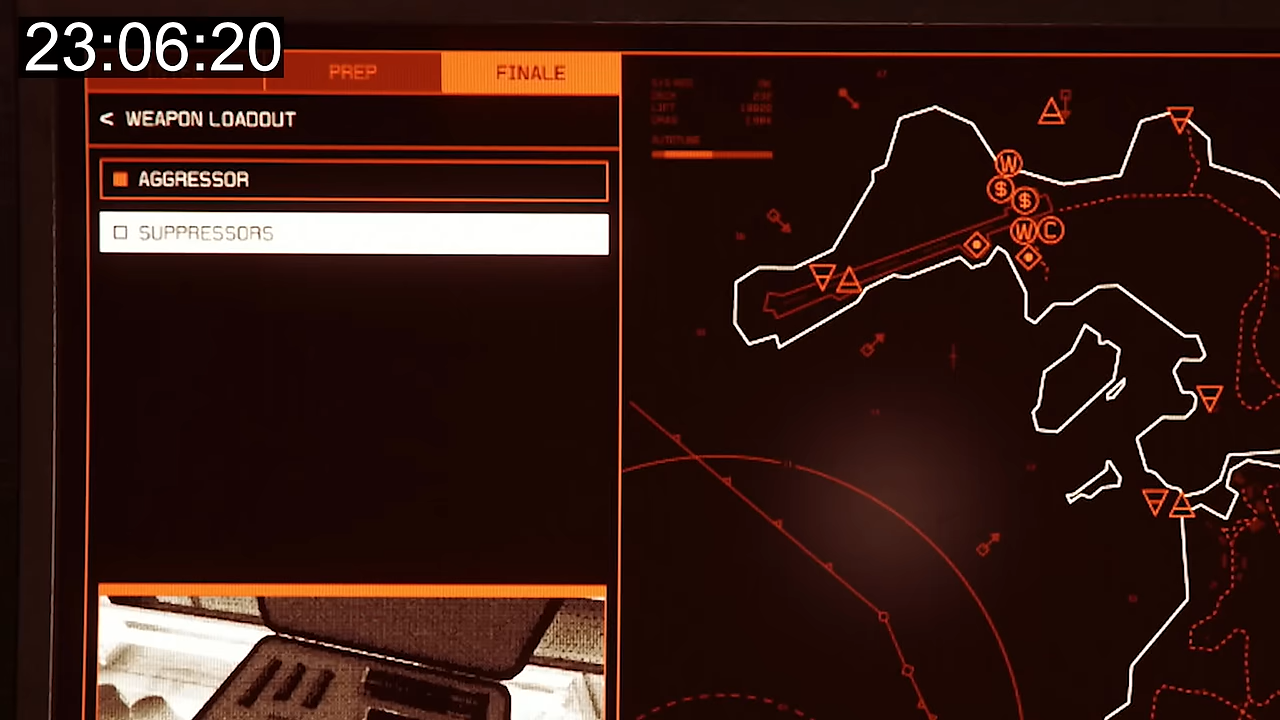 23:06:20
PREP
FINALE
< WEAPON LOADOUT
AGGRESSOR
SUPPRESSORS
W
$
$
W
C